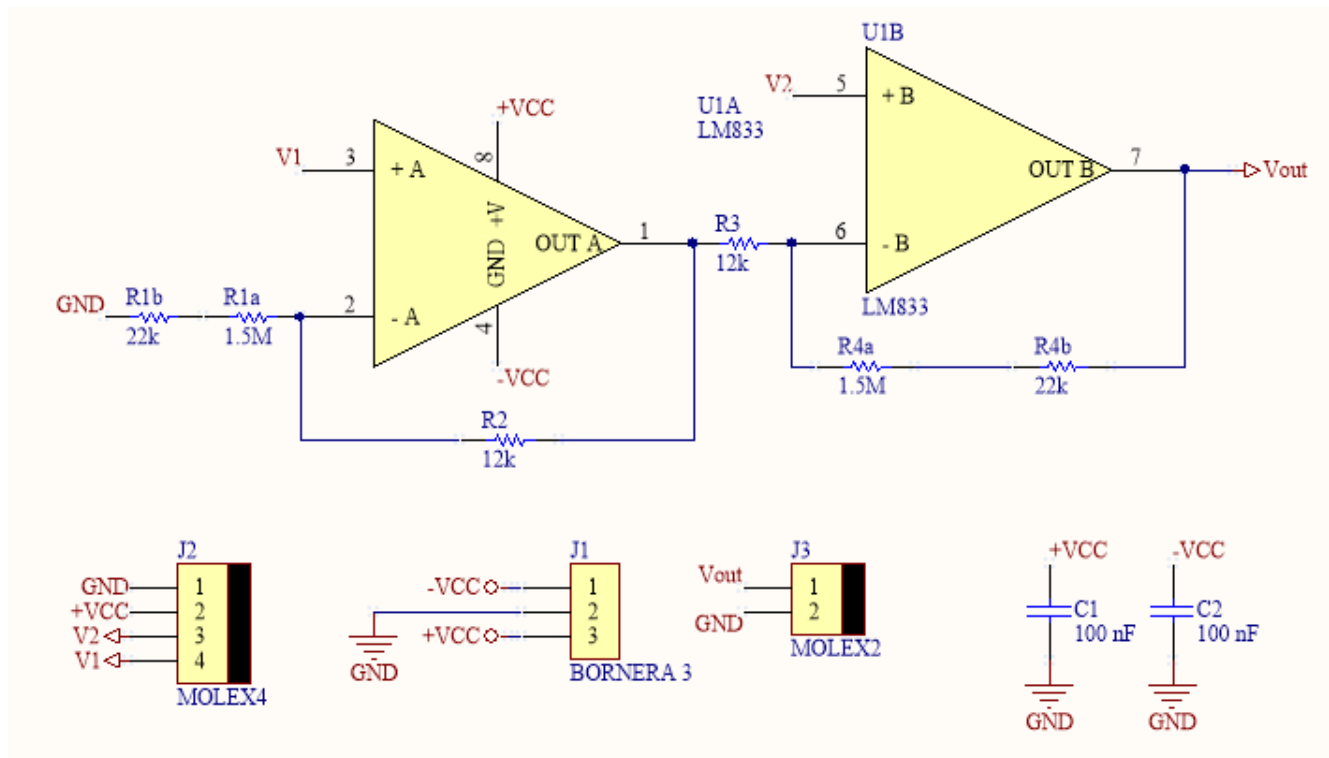 U1B
V2
5
+ B
U1A
LM833
+VCC
V1
3
+ A
8
+V
GND
OUT A
1
R3
12k
6
- B
OUT B
7
Vout
LM833
GND
R1b
22k
R1a
1.5M
2
- A
4
-VCC
R4a
1.5M
R4b
22k
R2
12k
J2
GND
1
+VCC
2
V2
3
V1
4
MOLEX4
J1
-VCC
1
2
+VCC
3
GND
BORNERA 3
J3
Vout
1
GND
2
MOLEX2
+VCC
C1
100 nF
GND
-VCC
C2
100 nF
GND